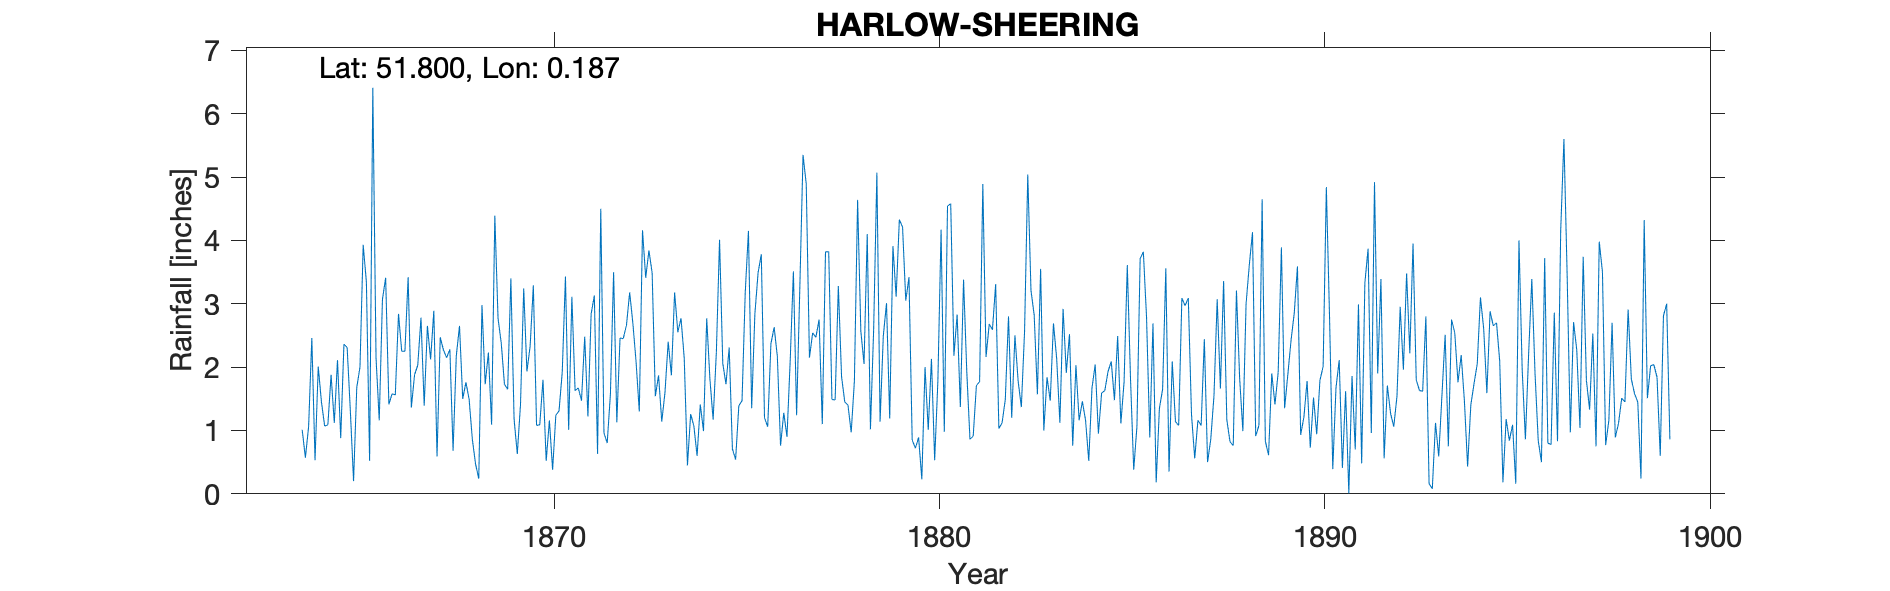 HARLOW-SHEERING
Lat: 51.800, Lon: 0.187
Rainfall [inches]
7
6
5
4
3
2
1
0
1870 1880 1890 1900
Year